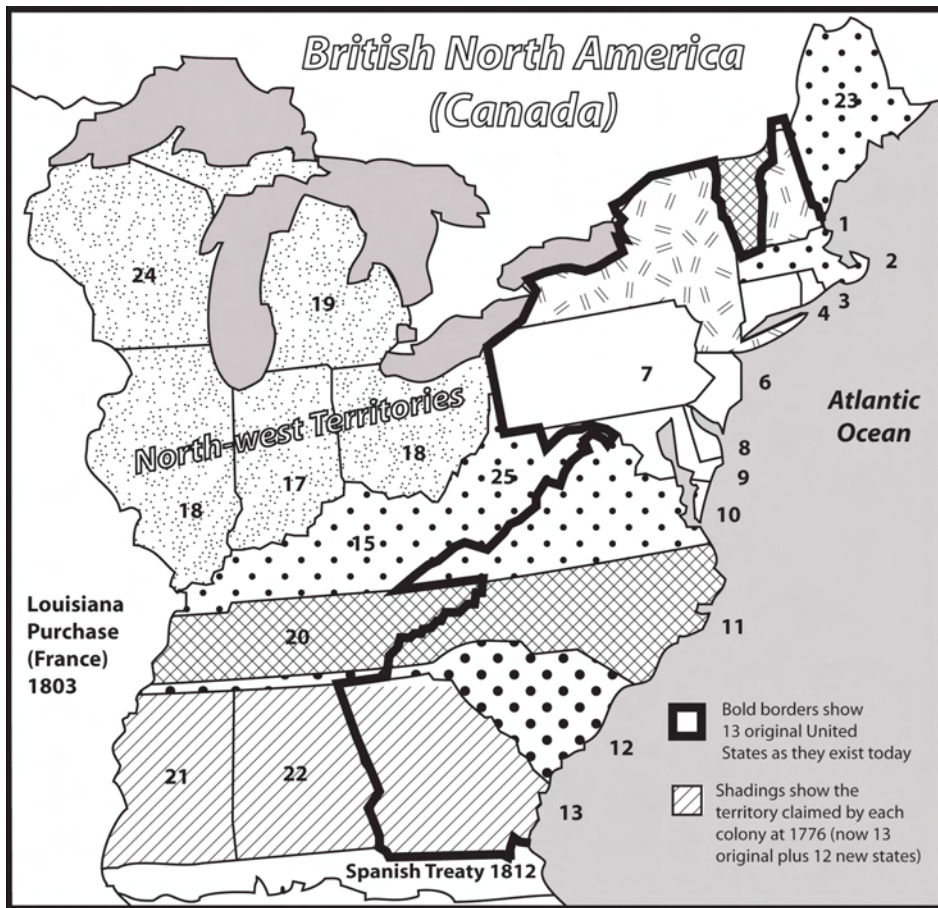 British North America
(Canada)
23
1
2
24
19
3
4
7
6
Atlantic
Ocean
North-west Territories
18
25
8
17
9
18
10
15
Louisiana
Purchase
(France)
1803
20
11
Bold borders show
13 original United
States as they exist today
12
21
22
13
Shadings show the
territory claimed by each
colony at 1776 (now 13
original plus 12 new states)
Spanish Treaty 1812